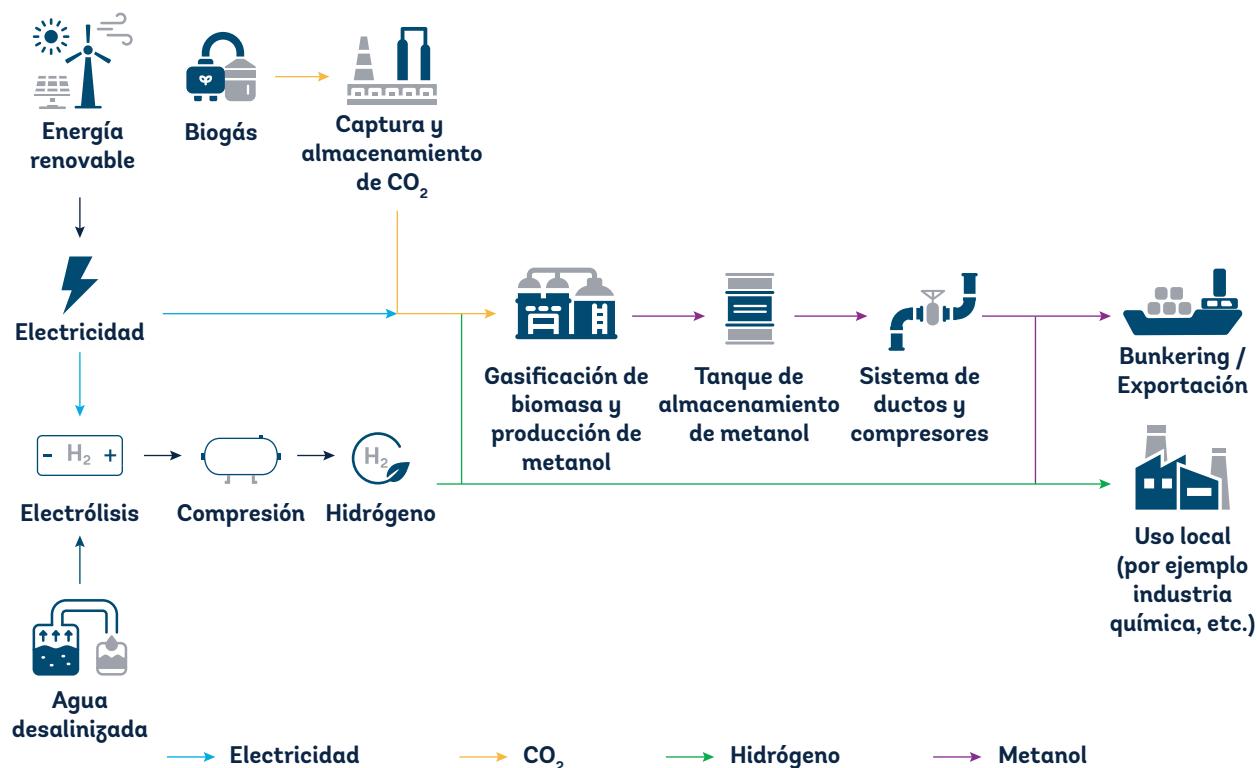 Energía
renovable
Biogás
Captura y
almacenamiento
de CO₂
Electricidad
Gasificación de
biomasa y
producción de
metanol
Tanque de
almacenamiento
de metanol
Sistema de
ductos y
compresores
Bunkering /
Exportación
- H₂ +
H₂
Electrólisis
Compresión
Hidrógeno
Uso local
(por ejemplo
industria
química, etc.)
Agua
desalinizada
Electricidad
CO₂
Hidrógeno
Metanol